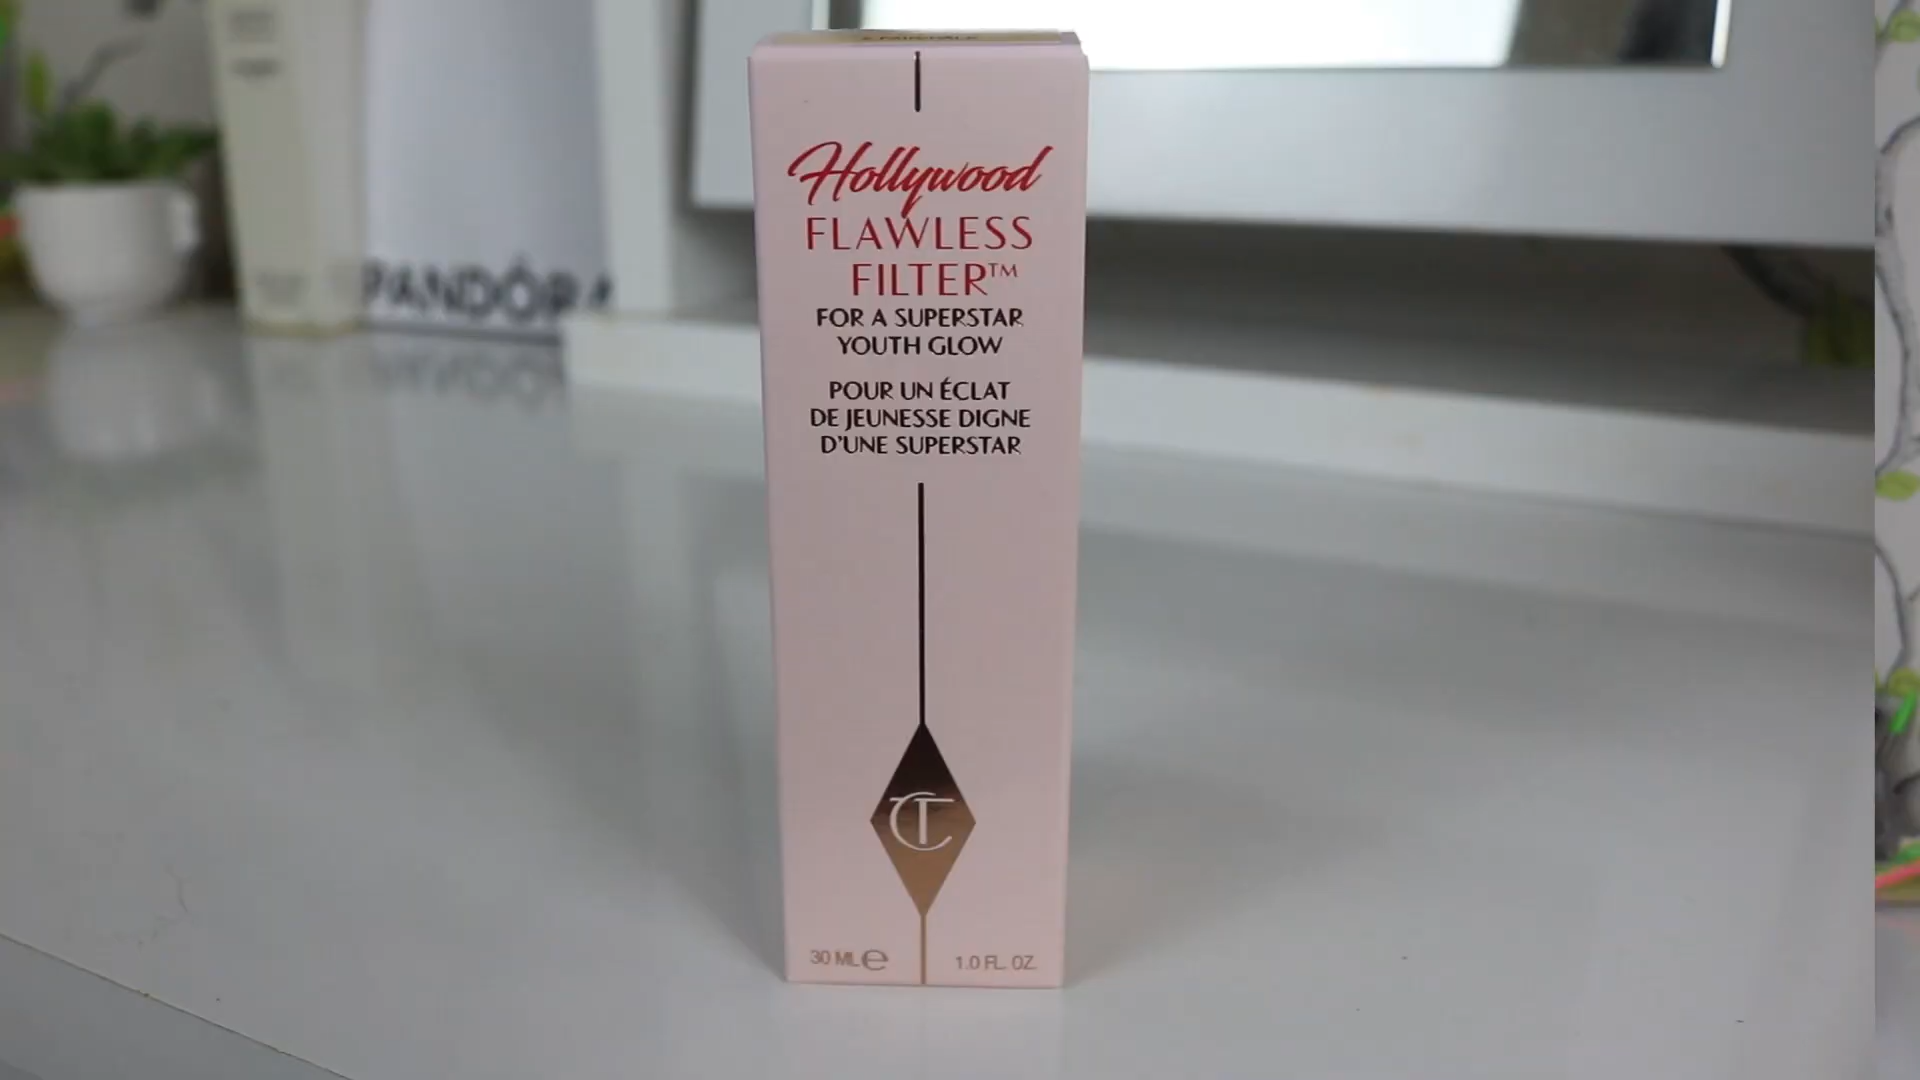 Hollywood
FLAWLESS
FILTER™
FOR A SUPERSTAR
YOUTH GLOW
POUR UN ÉCLAT
DE JEUNESSE DIGNE
D'UNE SUPERSTAR
CT
30 ML ℮ 1.0 FL. OZ.
PANDÓRA